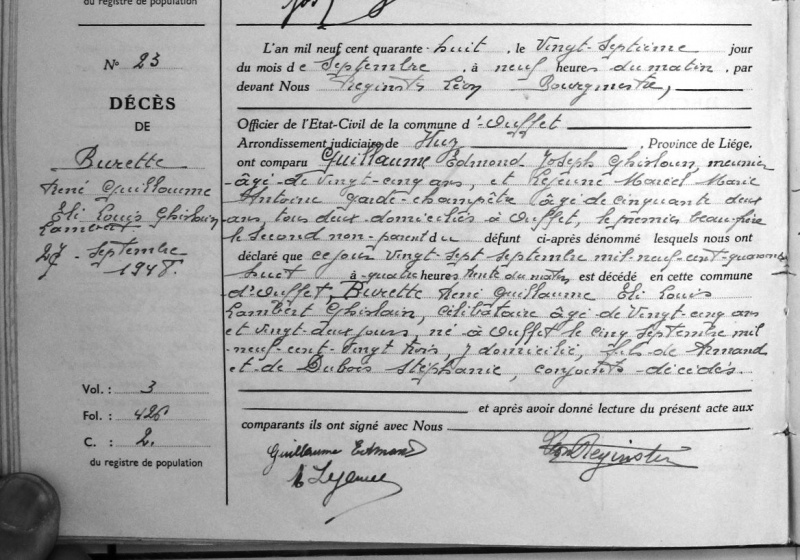 du registre de population
N° 23
DÉCÈS
DE
Burette
René Guillaume
Eli Louis Ghislain
Lambert
27 - septembre
1948.
Vol. : 3
Fol. : 426
C. : 2.
du registre de population
L'an mil neuf cent quarante-huit, le Vingt-Septième jour
du mois de Septembre, à neuf heures du matin, par
devant Nous Reginster Léon Bourgmestre,
Officier de l'Etat-Civil de la commune d'Ouffet
Arrondissement judiciaire de Huy, Province de Liége,
ont comparu Guillaume Edmond Joseph Ghislain, meunier
âgé de vingt-cinq ans, et Lejeune Marcel Marie
Antoine garde-champêtre âgé de cinquante deux
ans, tous deux domiciliés à Ouffet, le premier beau-frère
le second non-parent du défunt ci-après dénommé lesquels nous ont
déclaré que ce jour vingt-sept septembre mil-neuf-cent-quarante
huit à quatre heures trente du matin, est décédé en cette commune
d'Ouffet, Burette René Guillaume Eli Louis
Lambert Ghislain, célibataire âgé de vingt-cinq ans
et vingt-deux jours, né à Ouffet le cinq septembre mil
-neuf-cent-vingt trois, y domicilié, fils de Armand
et de Dubois Stéphanie, conjoints-décédés.
et après avoir donné lecture du présent acte aux
comparants ils ont signé avec Nous
Guillaume Edmond
M Lejeune
Léon Reginster